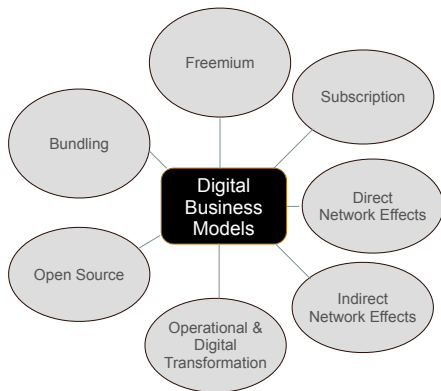 Freemium
Subscription
Bundling
Digital
Business
Models
Direct
Network Effects
Open Source
Indirect
Network Effects
Operational &
Digital
Transformation